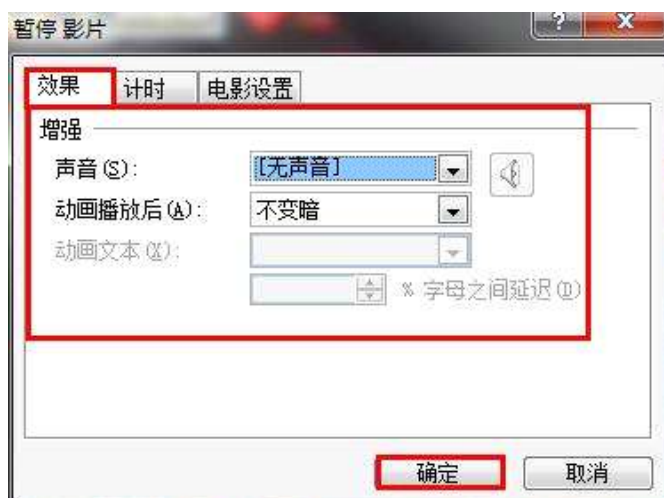 暂停 影片
效果 计时 电影设置
增强
声音(S): [无声音]
动画播放后(A): 不变暗
动画文本(X):
% 字母之间延迟(D)
确定 取消